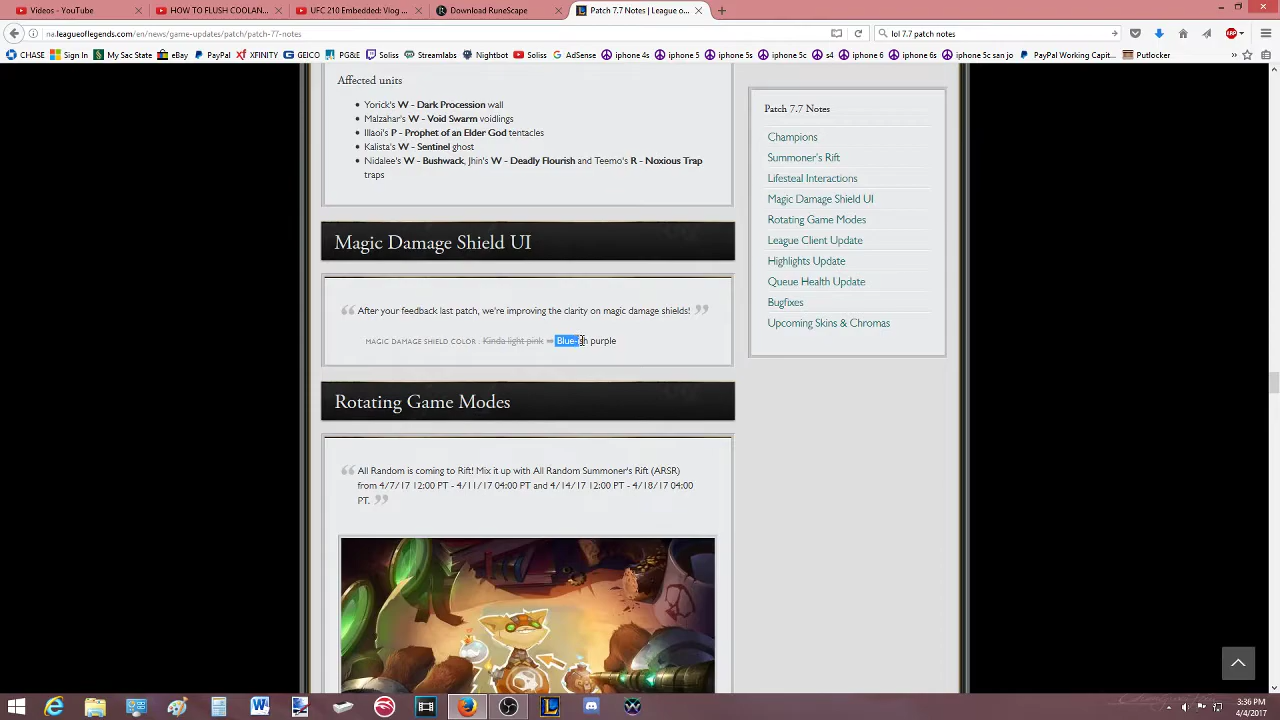 Videos - YouTube
HOW TO FLUSH COOLAN...
UFC 210 Embedded: Vlog ...
Download RuneScape
Patch 7.7 Notes | League o...
na.leagueoflegends.com/en/news/game-updates/patch/patch-77-notes
lol 7.7 patch notes
CHASE
Sign In
My Sac State
eBay
PayPal
XFINITY
GEICO
PG&E
Soliss
Streamlabs
Nightbot
Soliss
AdSense
iphone 4s
iphone 5
iphone 5s
iphone 5c
s4
iphone 6
iphone 6s
iphone 5c san jo
PayPal Working Capit...
Putlocker
Affected units
Yorick's W - Dark Procession wall
Malzahar's W - Void Swarm voidlings
Illaoi's P - Prophet of an Elder God tentacles
Kalista's W - Sentinel ghost
Nidalee's W - Bushwack, Jhin's W - Deadly Flourish and Teemo's R - Noxious Trap
traps
Magic Damage Shield UI
After your feedback last patch, we're improving the clarity on magic damage shields!
MAGIC DAMAGE SHIELD COLOR : Kinda light pink ⇒ Blue-ish purple
Rotating Game Modes
All Random is coming to Rift! Mix it up with All Random Summoner's Rift (ARSR)
from 4/7/17 12:00 PT - 4/11/17 04:00 PT and 4/14/17 12:00 PT - 4/18/17 04:00
PT.
Patch 7.7 Notes
Champions
Summoner's Rift
Lifesteal Interactions
Magic Damage Shield UI
Rotating Game Modes
League Client Update
Highlights Update
Queue Health Update
Bugfixes
Upcoming Skins & Chromas
3:36 PM
4/4/2017